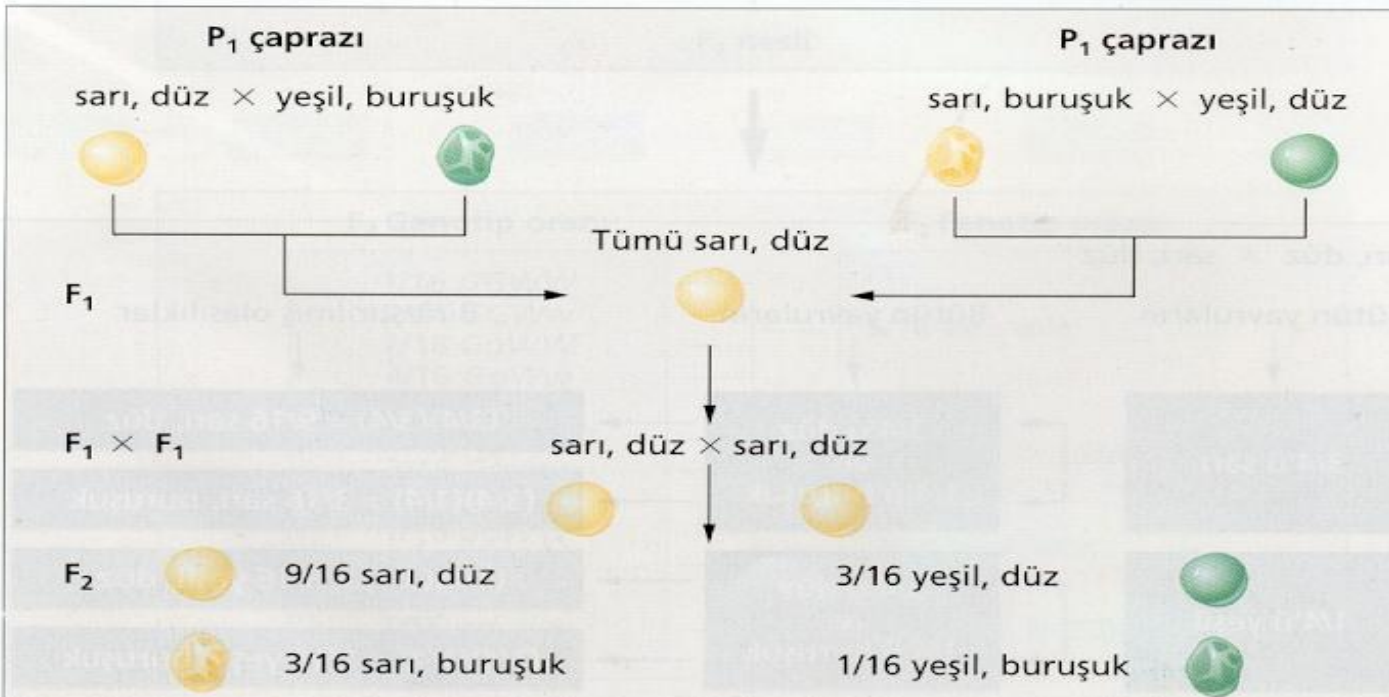 P₁ çaprazı
P₁ çaprazı
sarı, düz × yeşil, buruşuk
sarı, buruşuk × yeşil, düz
Tümü sarı, düz
F₁
F₁ × F₁
sarı, düz × sarı, düz
F₂
9/16 sarı, düz
3/16 yeşil, düz
3/16 sarı, buruşuk
1/16 yeşil, buruşuk